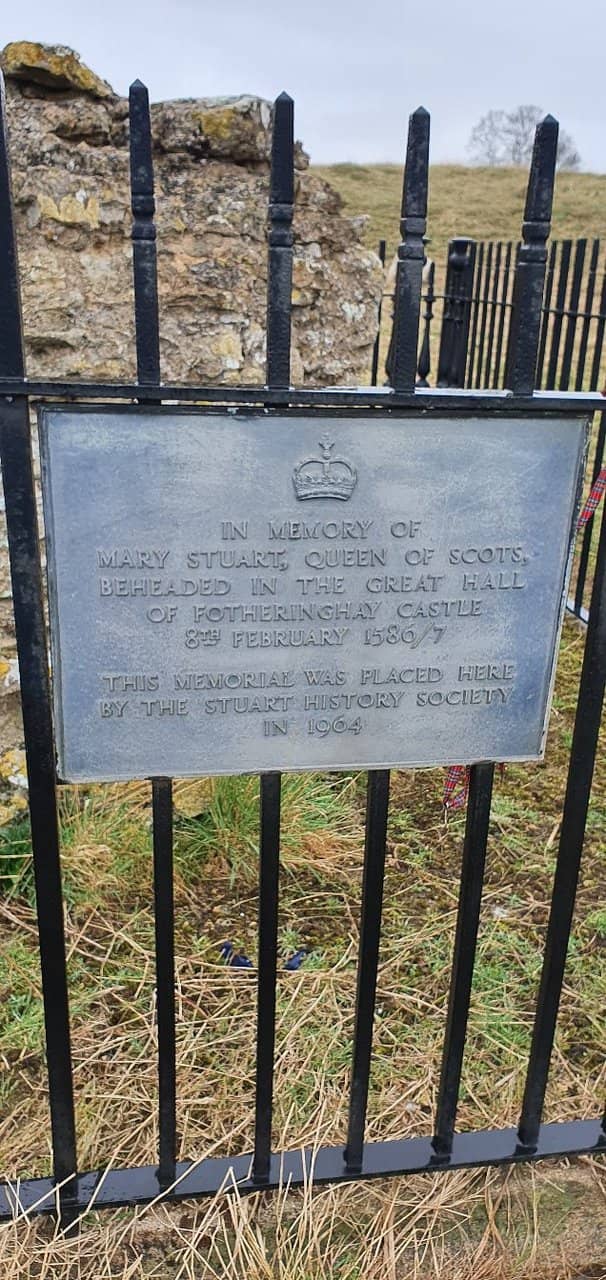 IN MEMORY OF
MARY STUART, QUEEN OF SCOTS,
BEHEADED IN THE GREAT HALL
OF FOTHERINGHAY CASTLE
8TH FEBRUARY 1586/7
THIS MEMORIAL WAS PLACED HERE
BY THE STUART HISTORY SOCIETY
IN 1964